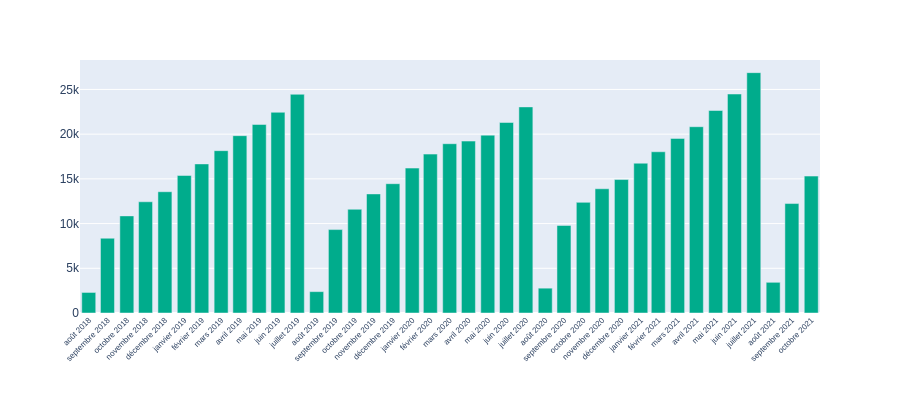 25k
20k
15k
10k
5k
0
août 2018
septembre 2018
octobre 2018
novembre 2018
décembre 2018
janvier 2019
février 2019
mars 2019
avril 2019
mai 2019
juin 2019
juillet 2019
août 2019
septembre 2019
octobre 2019
novembre 2019
décembre 2019
janvier 2020
février 2020
mars 2020
avril 2020
mai 2020
juin 2020
juillet 2020
août 2020
septembre 2020
octobre 2020
novembre 2020
décembre 2020
janvier 2021
février 2021
mars 2021
avril 2021
mai 2021
juin 2021
juillet 2021
août 2021
septembre 2021
octobre 2021